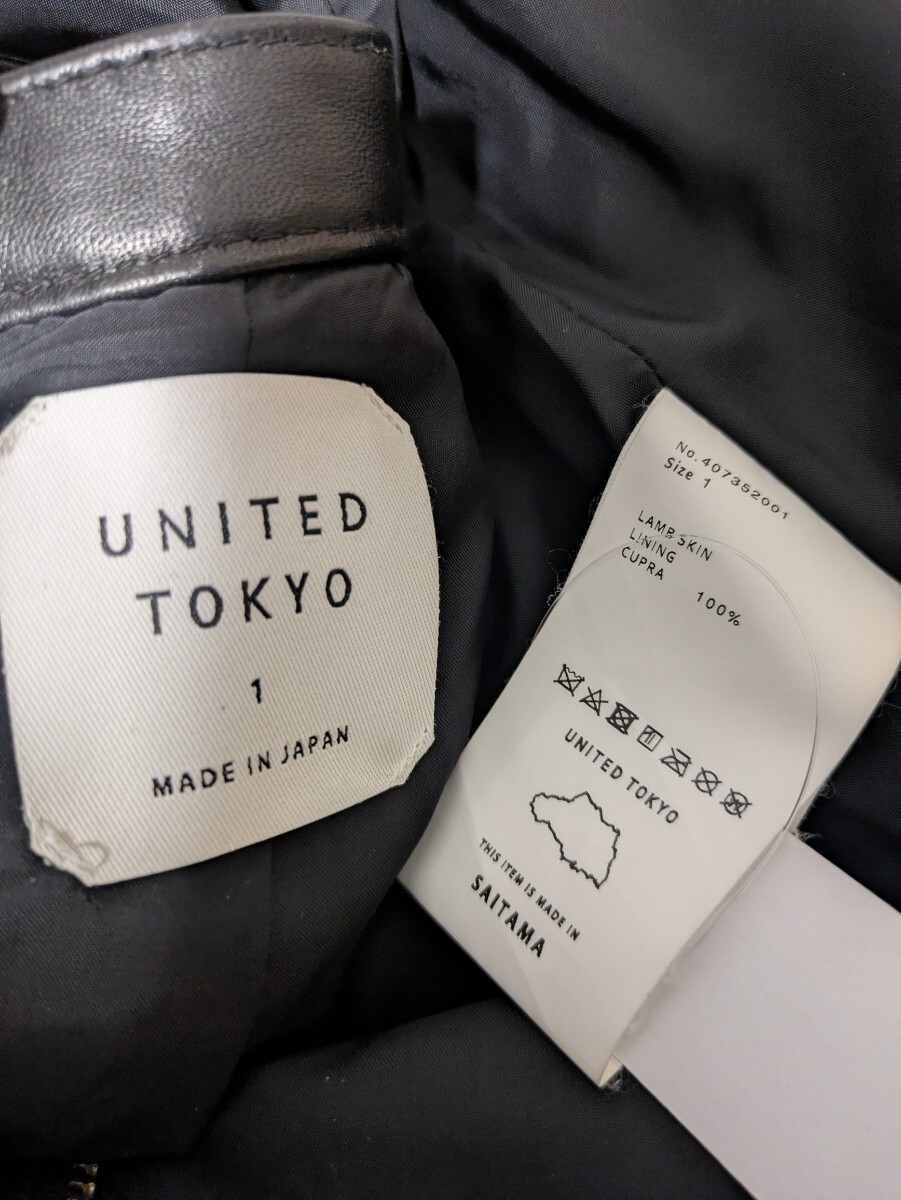 UNITED
TOKYO
1
MADE IN JAPAN
No.407352001
Size 1
LAMB SKIN
LINING
CUPRA 100%
UNITED TOKYO
THIS ITEM IS MADE IN
SAITAMA